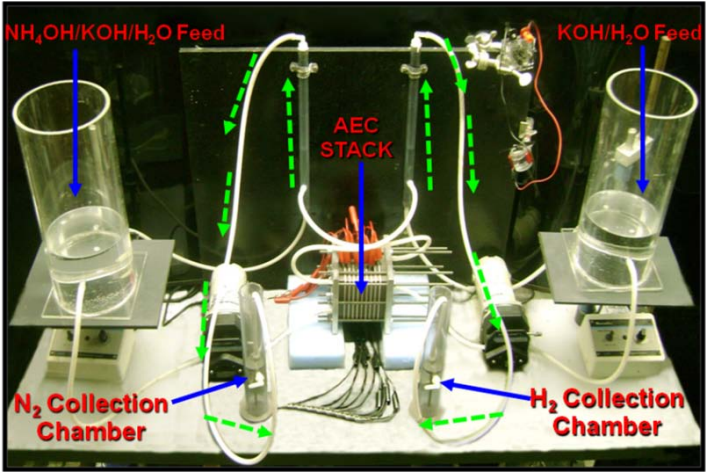 NH₄OH/KOH/H₂O Feed
KOH/H₂O Feed
AEC
STACK
N₂ Collection
Chamber
H₂ Collection
Chamber